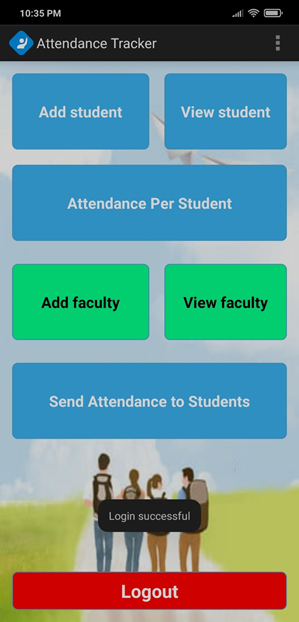 10:35 PM
Attendance Tracker
Add student
View student
Attendance Per Student
Add faculty
View faculty
Send Attendance to Students
Login successful
Logout